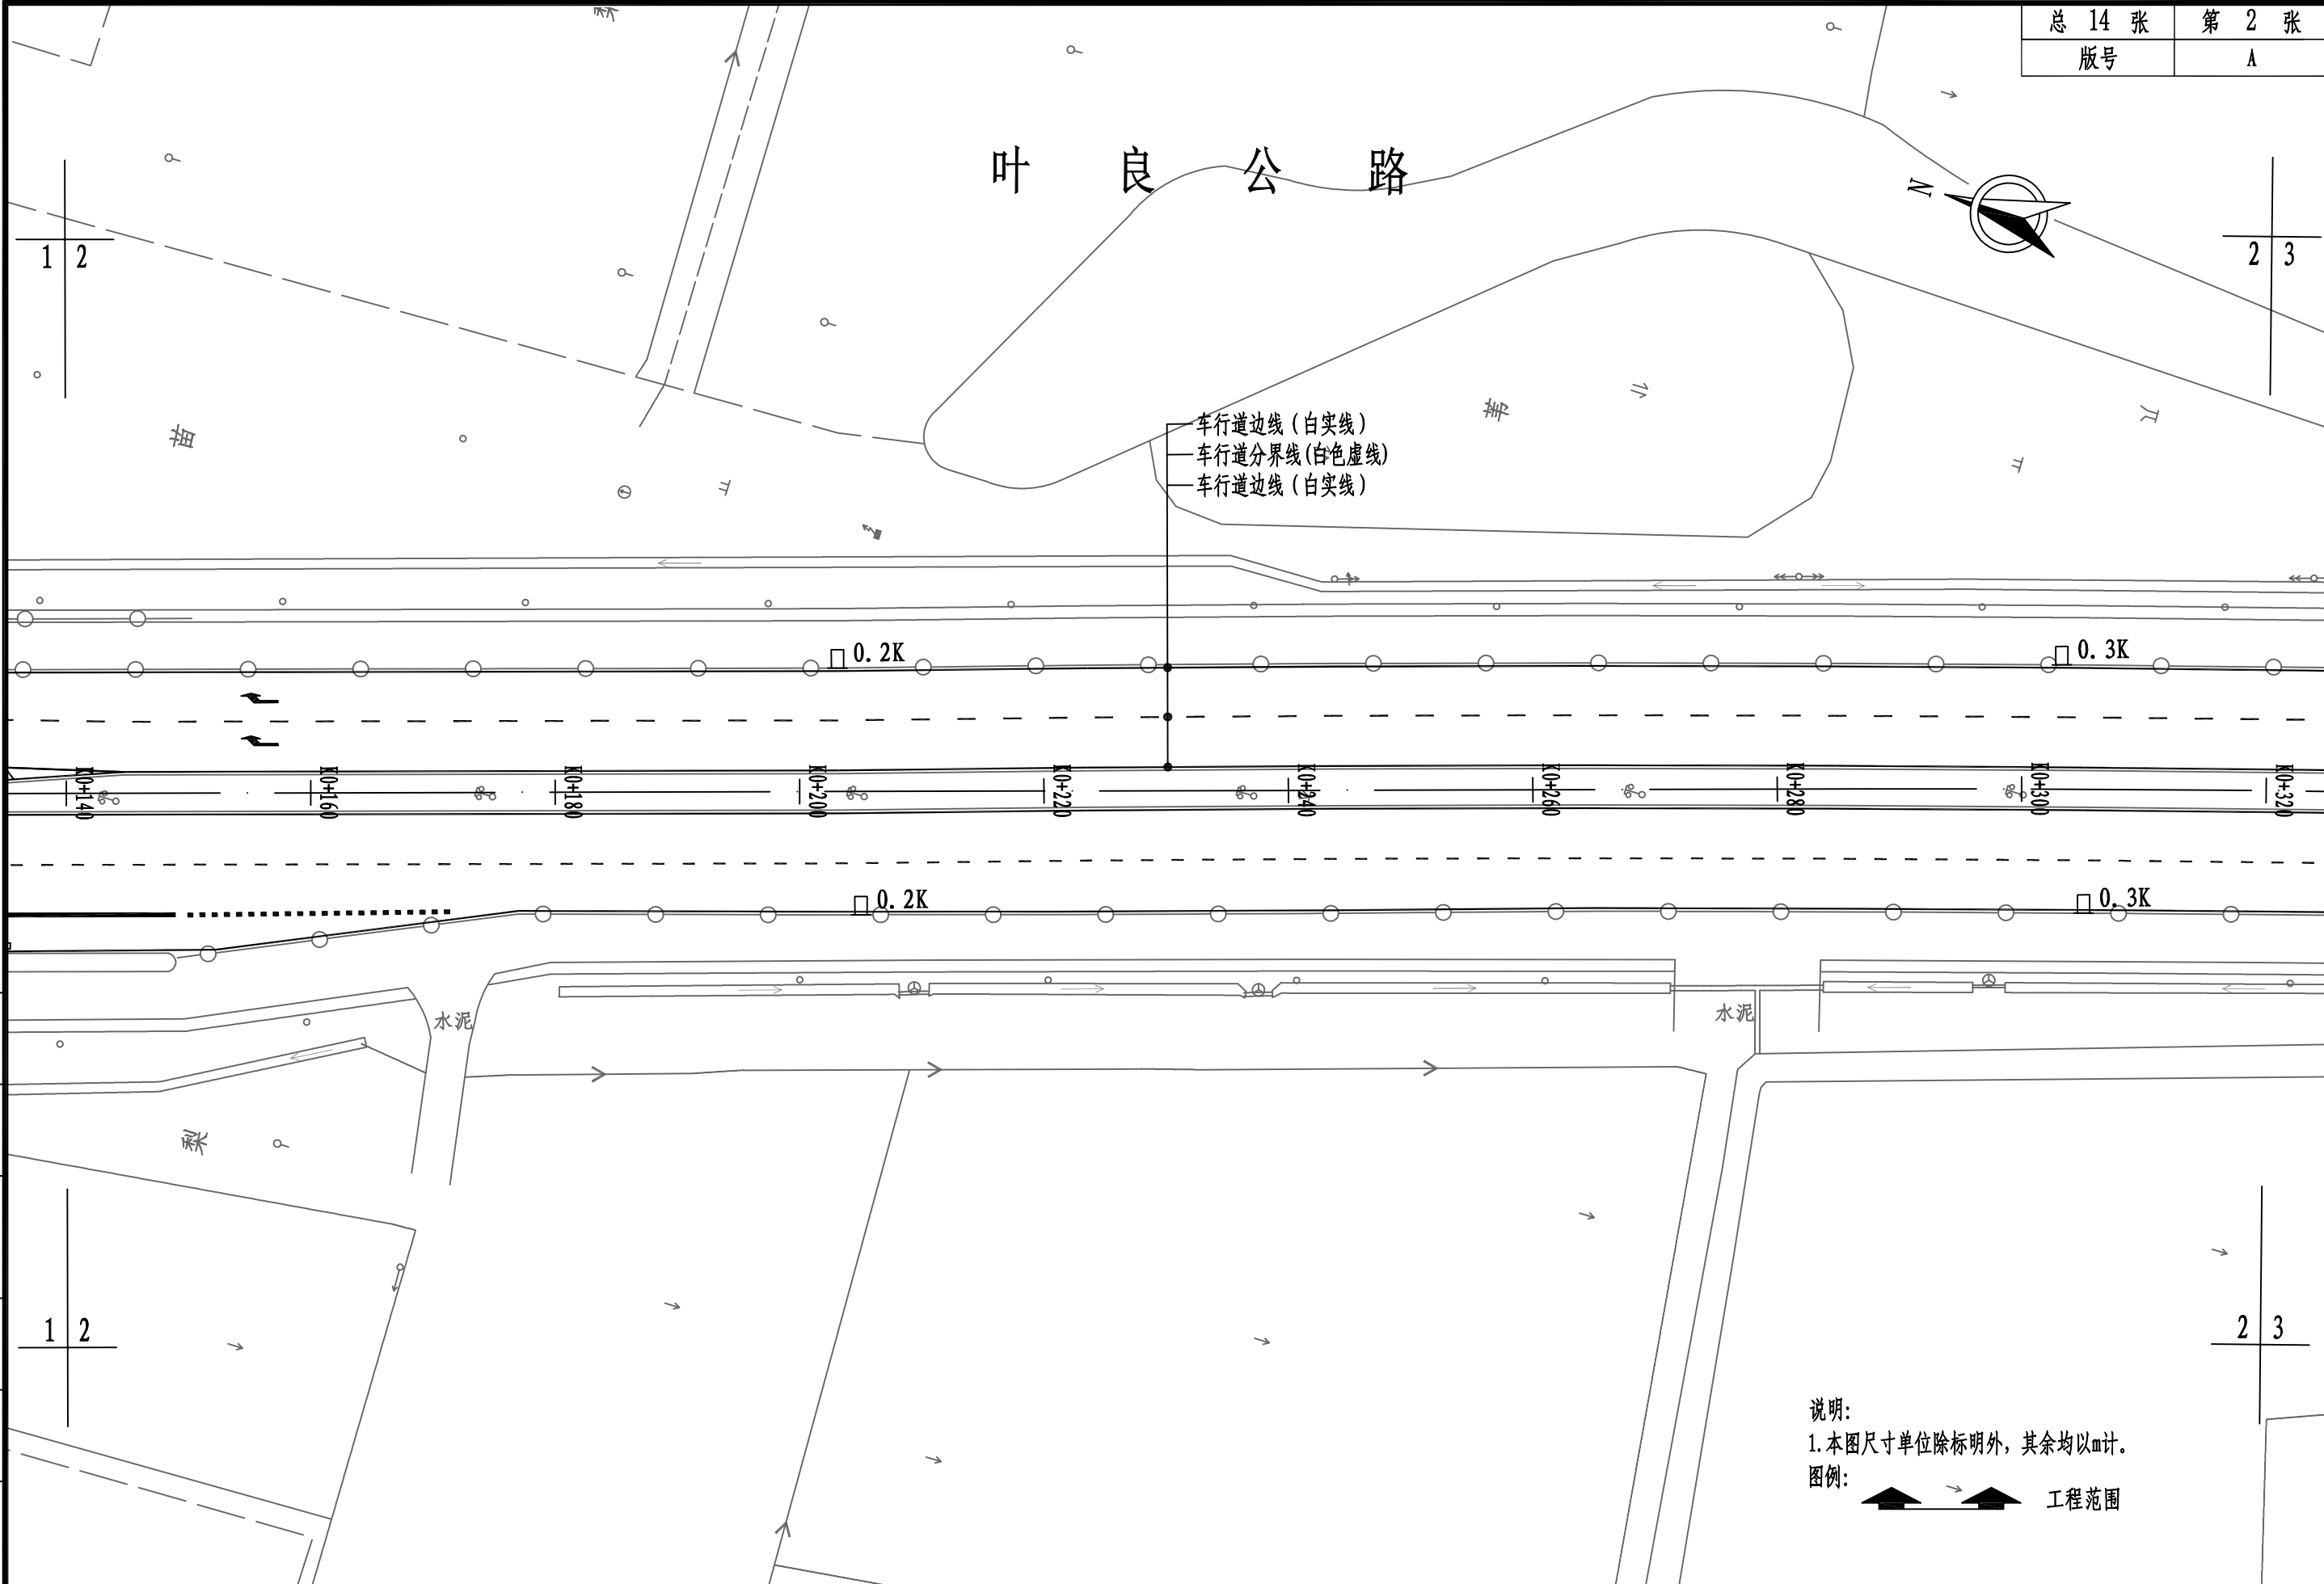 总 14 张 第 2 张
版号 A
叶良公路
N
1 2
2 3
苗
车行道边线（白实线）
车行道分界线(白色虚线)
车行道边线（白实线）
0.2K
0.3K
K0+140
K0+160
K0+180
K0+200
K0+220
K0+240
K0+260
K0+280
K0+300
K0+320
0.2K
0.3K
水泥
水泥
梨
1 2
2 3
说明:
1.本图尺寸单位除标明外，其余均以m计。
图例:
工程范围